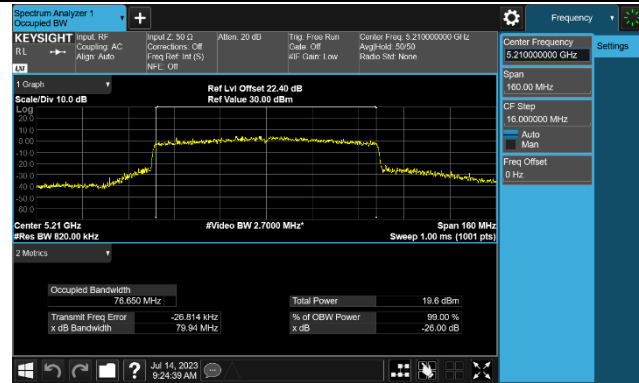 Spectrum Analyzer 1
Occupied BW
Frequency
KEYSIGHT
RL
LXI
Input: RF
Coupling: AC
Align: Auto
Input Z: 50 Ω
Corrections: Off
Freq Ref: Int (S)
NFE: Off
Atten: 20 dB
Trig: Free Run
Gate: Off
#IF Gain: Low
Center Freq: 5.210000000 GHz
Avg|Hold: 50/50
Radio Std: None
Center Frequency
5.210000000 GHz
Settings
Span
160.00 MHz
CF Step
16.000000 MHz
Auto
Man
Freq Offset
0 Hz
1 Graph
Scale/Div 10.0 dB
Ref Lvl Offset 22.40 dB
Ref Value 30.00 dBm
Log
20.0
10.0
0.00
-10.0
-20.0
-30.0
-40.0
-50.0
-60.0
Center 5.21 GHz
#Video BW 2.7000 MHz*
Span 160 MHz
#Res BW 820.00 kHz
Sweep 1.00 ms (1001 pts)
2 Metrics
Occupied Bandwidth
76.650 MHz
Total Power
19.6 dBm
Transmit Freq Error
-26.814 kHz
% of OBW Power
99.00 %
x dB Bandwidth
79.94 MHz
x dB
-26.00 dB
Jul 14, 2023
9:24:39 AM